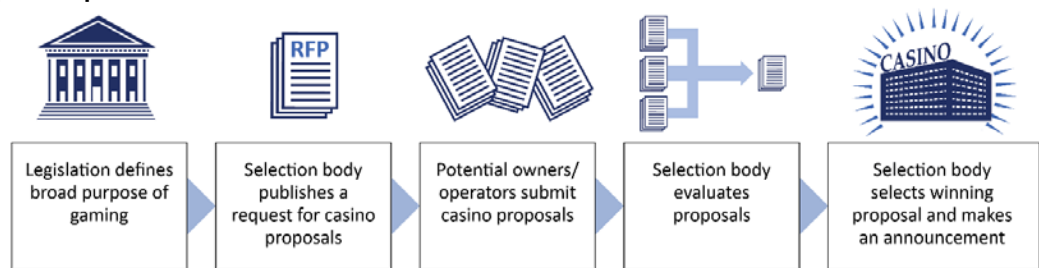 RFP
CASINO
Legislation defines
broad purpose of
gaming
Selection body
publishes a
request for casino
proposals
Potential owners/
operators submit
casino proposals
Selection body
evaluates
proposals
Selection body
selects winning
proposal and makes
an announcement